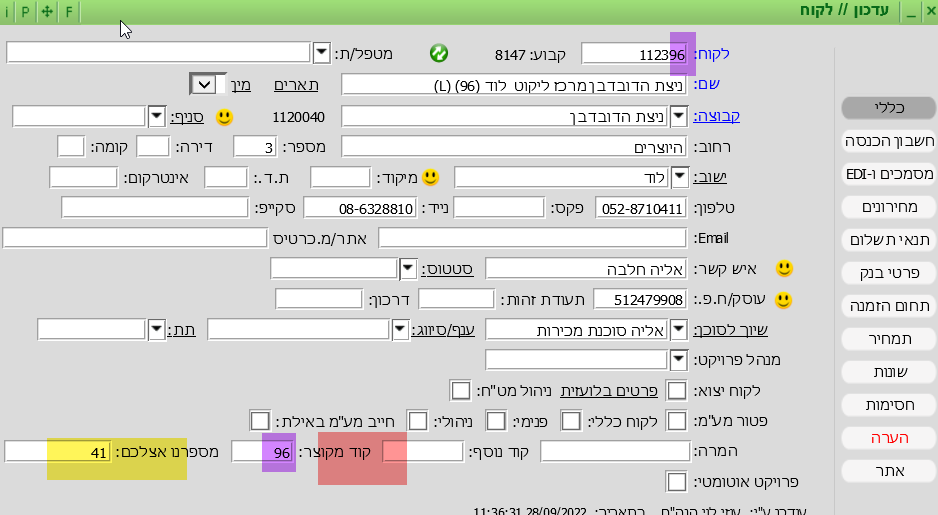 עדכון // לקוח
F P i
לקוח: 112396 קבוע: 8147 מטפל/ת:
שם: ניצת הדובדבן מרכז ליקוט לוד (96) (L) תארים מין
קבוצה: ניצת הדובדבן 1120040 סניף:
רחוב: היוצרים מספר: 3 דירה: קומה:
ישוב: לוד מיקוד: ת.ד.: אינטרקום:
טלפון: 052-8710411 פקס: נייד: 08-6328810 סקייפ:
Email: אתר/מ.כרטיס
איש קשר: אליה חלבה סטטוס:
עוסק/ח.פ.: 512479908 תעודת זהות: דרכון:
שיוך לסוכן: אליה סוכנת מכירות ענף/סיווג: תת:
מנהל פרויקט:
לקוח יצוא: פרטים בלועזית ניהול מט"ח:
פטור מע"מ: לקוח כללי: פנימי: ניהולי: חייב מע"מ באילת:
המרה: קוד נוסף: קוד מקוצר: 96 מספרנו אצלכם: 41
פרויקט אוטומטי:
עודכן ע"י: עוזי לוי הנה"ח בתאריך: 28/09/2022 11:36:31
כללי
חשבון הכנסה
מסמכים ו-EDI
מחירונים
תנאי תשלום
פרטי בנק
תחום הזמנה
תמחיר
שונות
חסימות
הערה
אתר